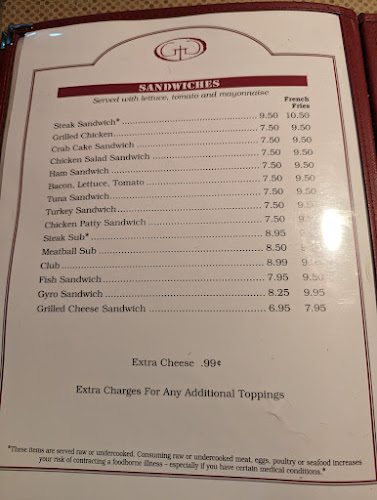 SANDWICHES
Served with lettuce, tomato and mayonnaise
French
Fries
Steak Sandwich* 9.50 10.50
Grilled Chicken 7.50 9.50
Crab Cake Sandwich 7.50 9.50
Chicken Salad Sandwich 7.50 9.50
Ham Sandwich 7.50 9.50
Bacon, Lettuce, Tomato 7.50 9.50
Tuna Sandwich 7.50 9.50
Turkey Sandwich 7.50
Chicken Patty Sandwich 7.50
Steak Sub* 8.95
Meatball Sub 8.50
Club 8.99
Fish Sandwich 7.95 9.50
Gyro Sandwich 8.25 9.95
Grilled Cheese Sandwich 6.95 7.95
Extra Cheese .99¢
Extra Charges For Any Additional Toppings
*These items are served raw or undercooked. Consuming raw or undercooked meat, eggs, poultry or seafood increases
your risk of contracting a foodborne illness – especially if you have certain medical conditions.*